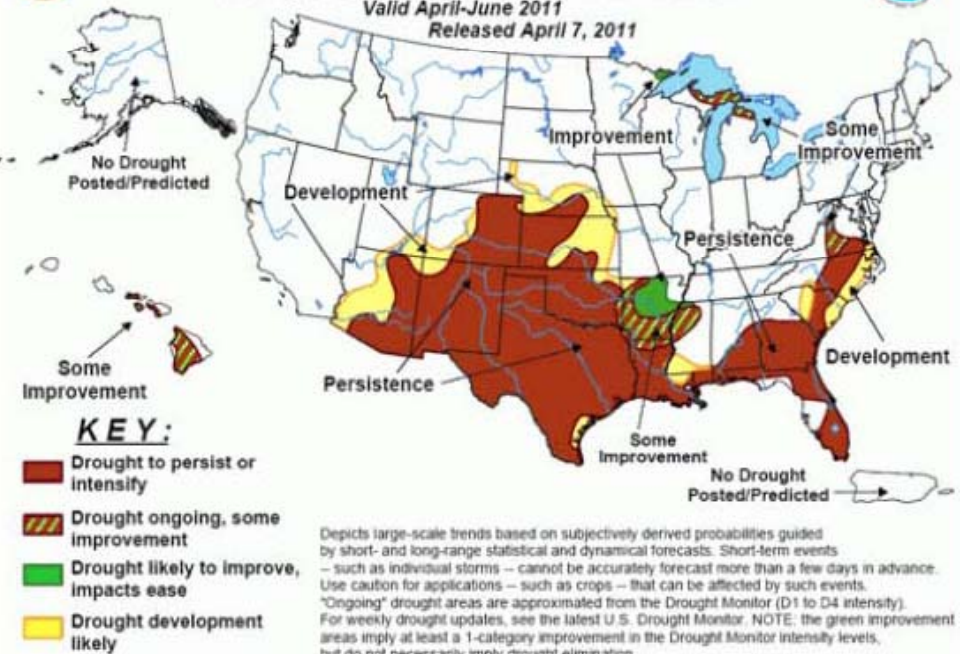 Valid April-June 2011
Released April 7, 2011
No Drought
Posted/Predicted
Development
Improvement
Some
Improvement
Persistence
Some
Improvement
Persistence
Development
Some
Improvement
No Drought
Posted/Predicted
KEY:
Drought to persist or
intensify
Drought ongoing, some
improvement
Drought likely to improve,
impacts ease
Drought development
likely
Depicts large-scale trends based on subjectively derived probabilities guided
by short- and long-range statistical and dynamical forecasts. Short-term events
-- such as individual storms -- cannot be accurately forecast more than a few days in advance.
Use caution for applications -- such as crops -- that can be affected by such events.
"Ongoing" drought areas are approximated from the Drought Monitor (D1 to D4 intensity).
For weekly drought updates, see the latest U.S. Drought Monitor. NOTE: the green improvement
areas imply at least a 1-category improvement in the Drought Monitor intensity levels,
but do not necessarily imply drought elimination.